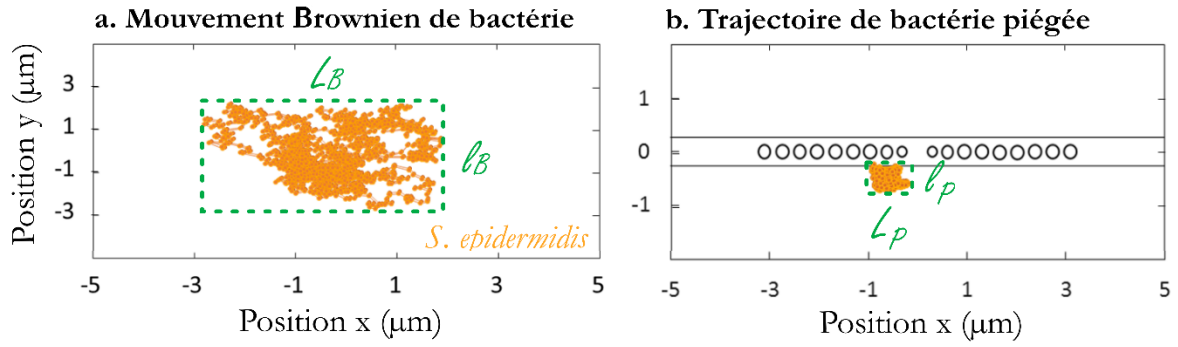 a. Mouvement Brownien de bactérie
b. Trajectoire de bactérie piégée
Position y (μm)
3
1
-1
-3
L_B
l_B
S. epidermidis
-5
-3
-1
1
3
5
Position x (μm)
1
0
-1
l_p
L_p
-5
-3
-1
1
3
5
Position x (μm)